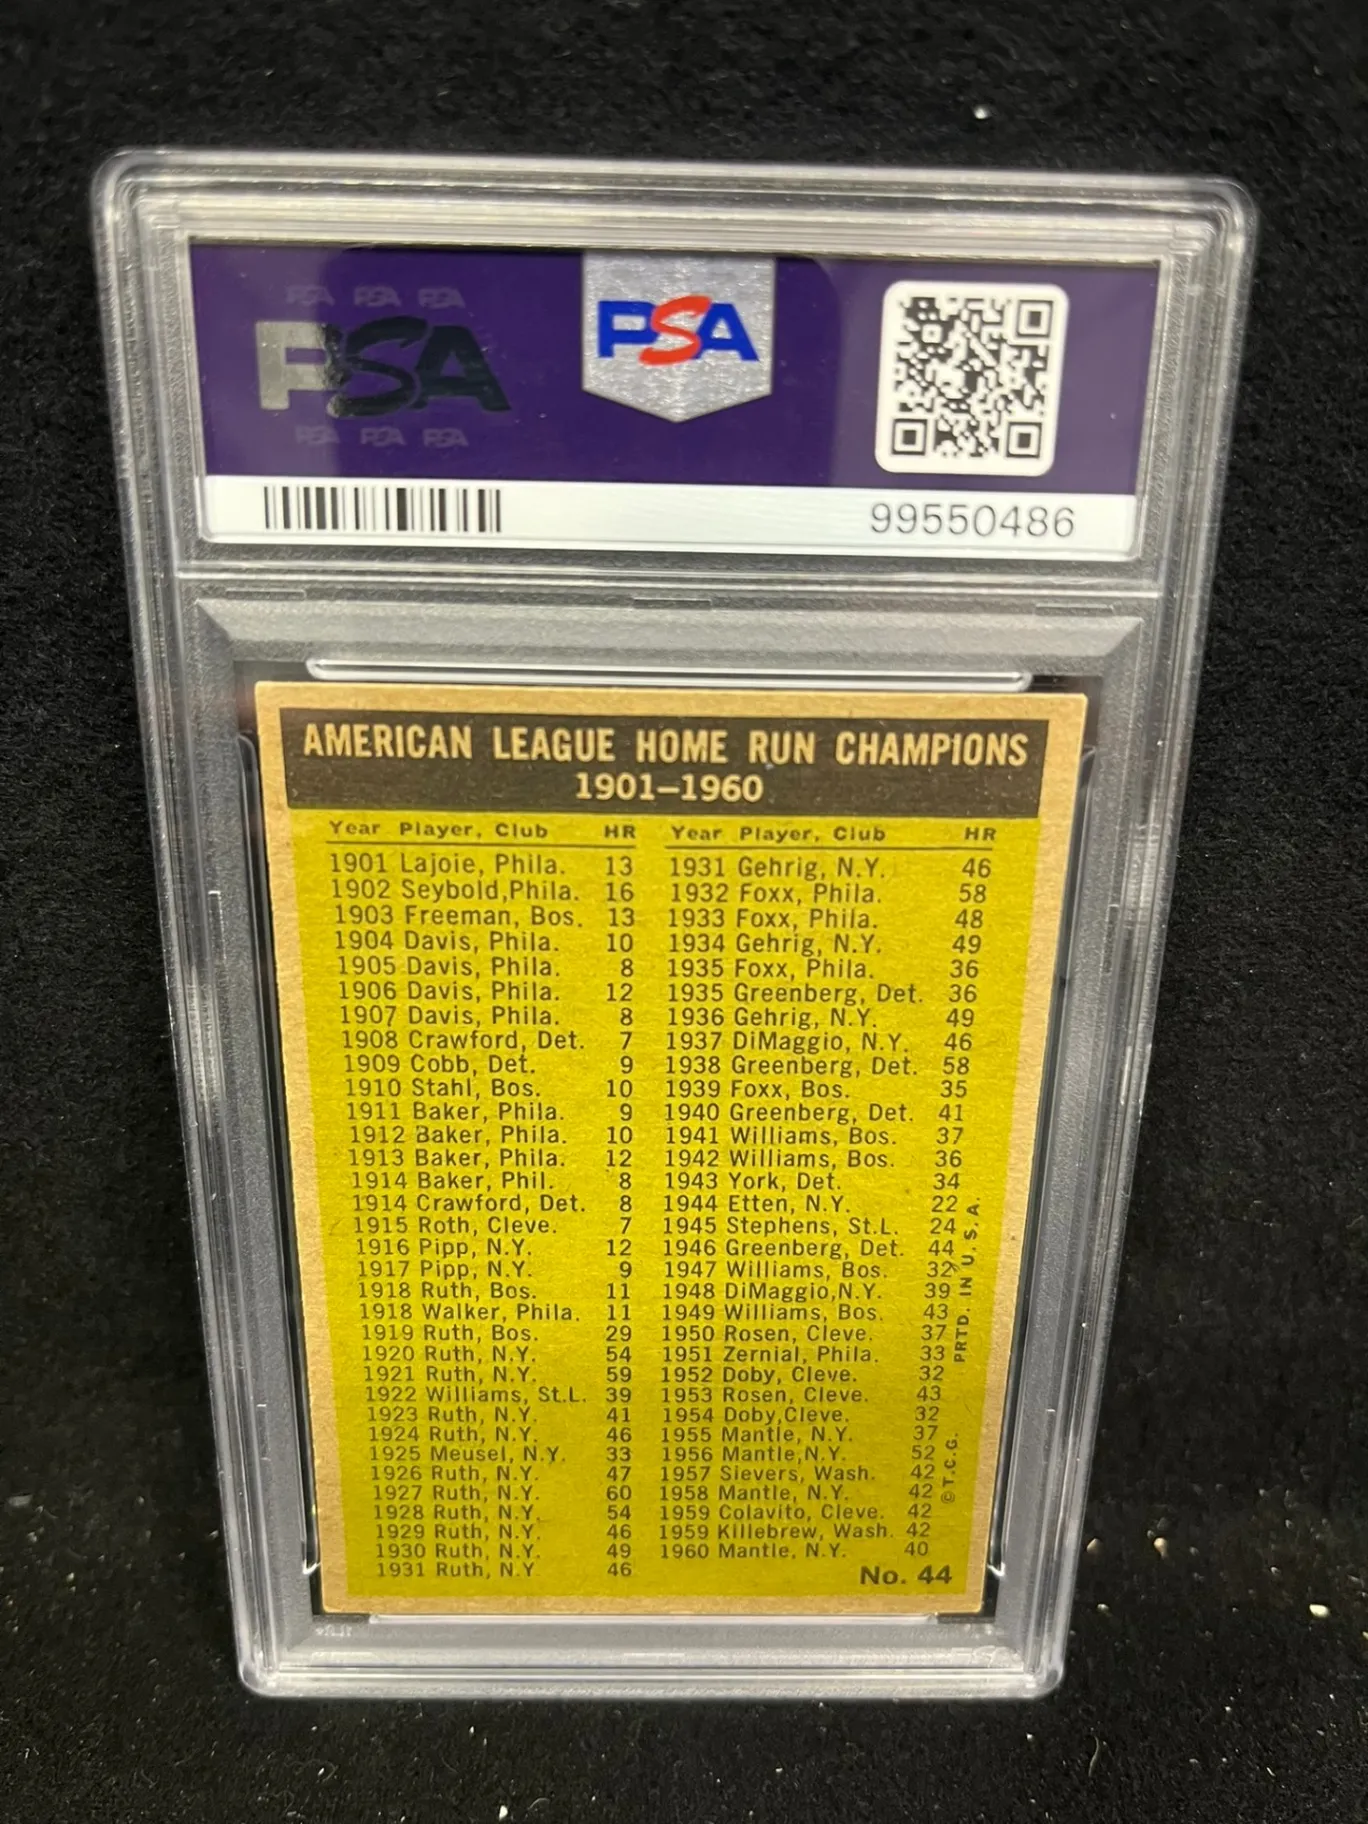 PSA PSA PSA
PSA
PSA PSA PSA
PSA
99550486
AMERICAN LEAGUE HOME RUN CHAMPIONS
1901–1960
Year Player, Club HR
1901 Lajoie, Phila. 13
1902 Seybold,Phila. 16
1903 Freeman, Bos. 13
1904 Davis, Phila. 10
1905 Davis, Phila. 8
1906 Davis, Phila. 12
1907 Davis, Phila. 8
1908 Crawford, Det. 7
1909 Cobb, Det. 9
1910 Stahl, Bos. 10
1911 Baker, Phila. 9
1912 Baker, Phila. 10
1913 Baker, Phila. 12
1914 Baker, Phil. 8
1914 Crawford, Det. 8
1915 Roth, Cleve. 7
1916 Pipp, N.Y. 12
1917 Pipp, N.Y. 9
1918 Ruth, Bos. 11
1918 Walker, Phila. 11
1919 Ruth, Bos. 29
1920 Ruth, N.Y. 54
1921 Ruth, N.Y. 59
1922 Williams, St.L. 39
1923 Ruth, N.Y. 41
1924 Ruth, N.Y. 46
1925 Meusel, N.Y. 33
1926 Ruth, N.Y. 47
1927 Ruth, N.Y. 60
1928 Ruth, N.Y. 54
1929 Ruth, N.Y. 46
1930 Ruth, N.Y. 49
1931 Ruth, N.Y 46
Year Player, Club HR
1931 Gehrig, N.Y. 46
1932 Foxx, Phila. 58
1933 Foxx, Phila. 48
1934 Gehrig, N.Y. 49
1935 Foxx, Phila. 36
1935 Greenberg, Det. 36
1936 Gehrig, N.Y. 49
1937 DiMaggio, N.Y. 46
1938 Greenberg, Det. 58
1939 Foxx, Bos. 35
1940 Greenberg, Det. 41
1941 Williams, Bos. 37
1942 Williams, Bos. 36
1943 York, Det. 34
1944 Etten, N.Y. 22
1945 Stephens, St.L. 24
1946 Greenberg, Det. 44
1947 Williams, Bos. 32
1948 DiMaggio,N.Y. 39
1949 Williams, Bos. 43
1950 Rosen, Cleve. 37
1951 Zernial, Phila. 33
1952 Doby, Cleve. 32
1953 Rosen, Cleve. 43
1954 Doby,Cleve. 32
1955 Mantle, N.Y. 37
1956 Mantle,N.Y. 52
1957 Sievers, Wash. 42
1958 Mantle, N.Y. 42
1959 Colavito, Cleve. 42
1959 Killebrew, Wash. 42
1960 Mantle, N.Y. 40
No. 44
©T.C.G. PRTD. IN U.S.A.